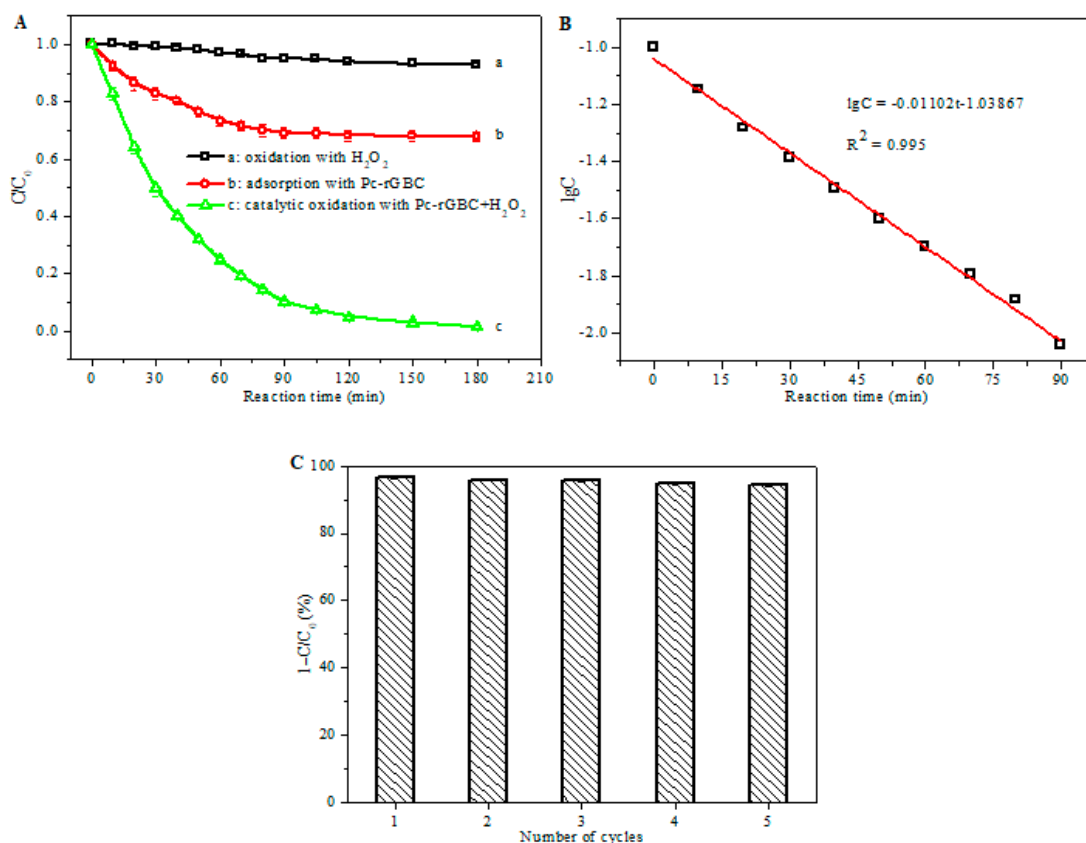 A
1.0
0.8
0.6
0.4
0.2
0.0
C/C₀
a
b
c
a: oxidation with H₂O₂
b: adsorption with Pc-rGBC
c: catalytic oxidation with Pc-rGBC+H₂O₂
0 30 60 90 120 150 180 210
Reaction time (min)
B
-1.0
-1.2
-1.4
-1.6
-1.8
-2.0
lgC
lgC = -0.01102t-1.03867
R² = 0.995
0 15 30 45 60 75 90
Reaction time (min)
C
100
80
60
40
20
0
1-C/C₀ (%)
1 2 3 4 5
Number of cycles